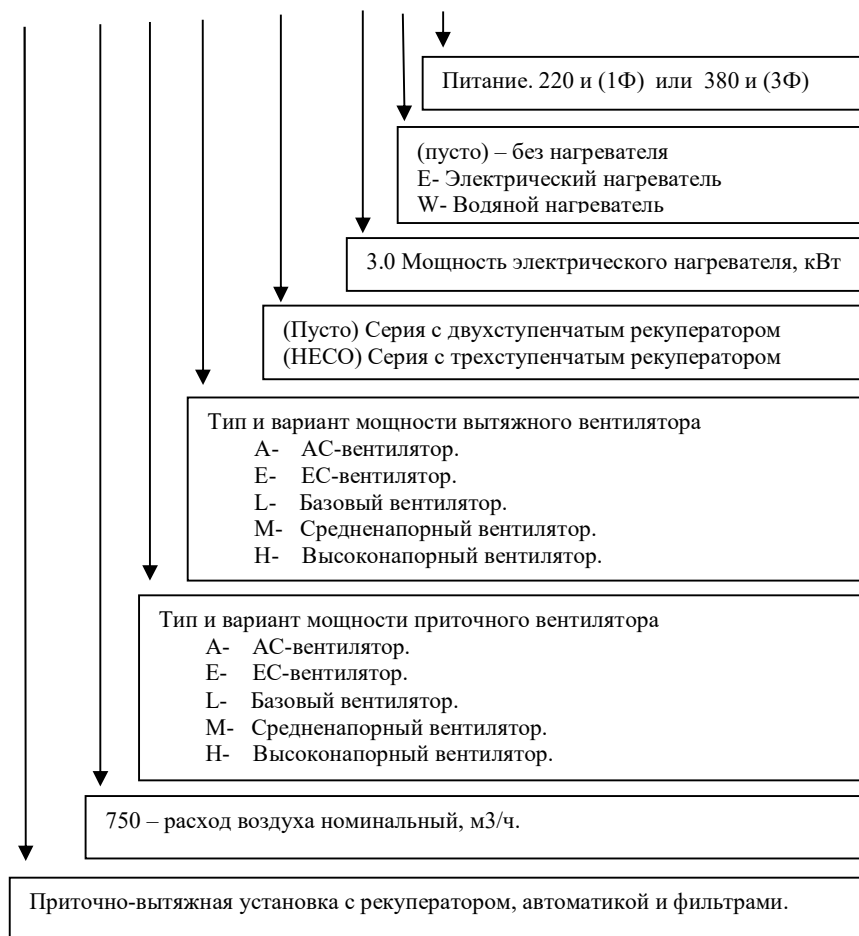 Питание. 220 и (1Ф) или 380 и (3Ф)
(пусто) – без нагревателя
Е- Электрический нагреватель
W- Водяной нагреватель
3.0 Мощность электрического нагревателя, кВт
(Пусто) Серия с двухступенчатым рекуператором
(НЕСО) Серия с трехступенчатым рекуператором
Тип и вариант мощности вытяжного вентилятора
А- АС-вентилятор.
Е- ЕС-вентилятор.
L- Базовый вентилятор.
М- Средненапорный вентилятор.
Н- Высоконапорный вентилятор.
Тип и вариант мощности приточного вентилятора
А- АС-вентилятор.
Е- ЕС-вентилятор.
L- Базовый вентилятор.
М- Средненапорный вентилятор.
Н- Высоконапорный вентилятор.
750 – расход воздуха номинальный, м3/ч.
Приточно-вытяжная установка с рекуператором, автоматикой и фильтрами.